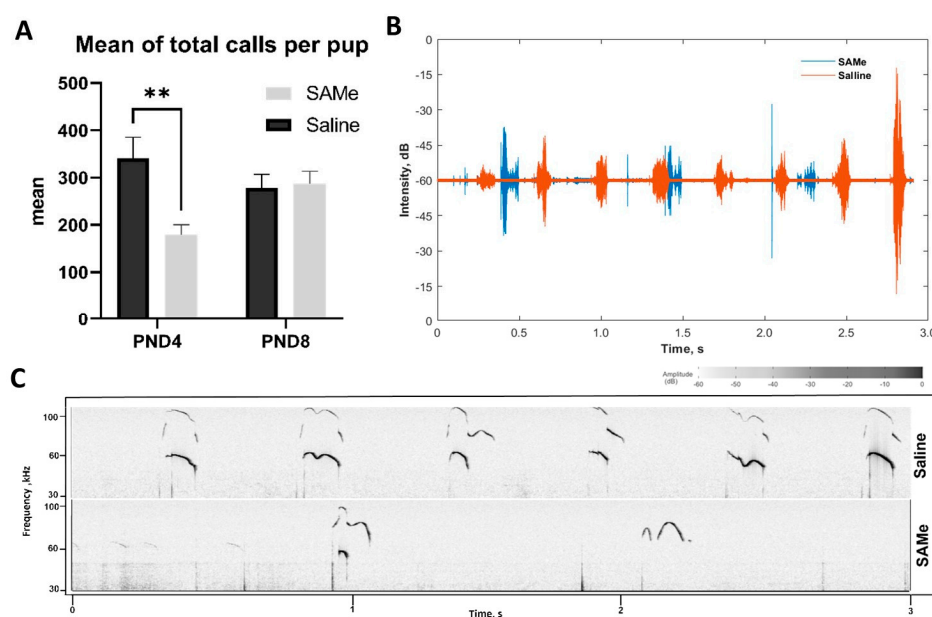 A
Mean of total calls per pup
500
400
300
200
100
0
mean
**
SAMe
Saline
PND4
PND8
B
0
-15
-30
-45
-60
-45
-30
-15
0
Intensity, dB
SAMe
Salline
0
0.5
1.0
1.5
2.0
2.5
3.0
Time, s
C
Amplitude
(dB)
-60
-50
-40
-30
-20
-10
0
Frequency ,kHz
100
60
30
Saline
100
60
30
SAMe
0
1
2
3
Time, s